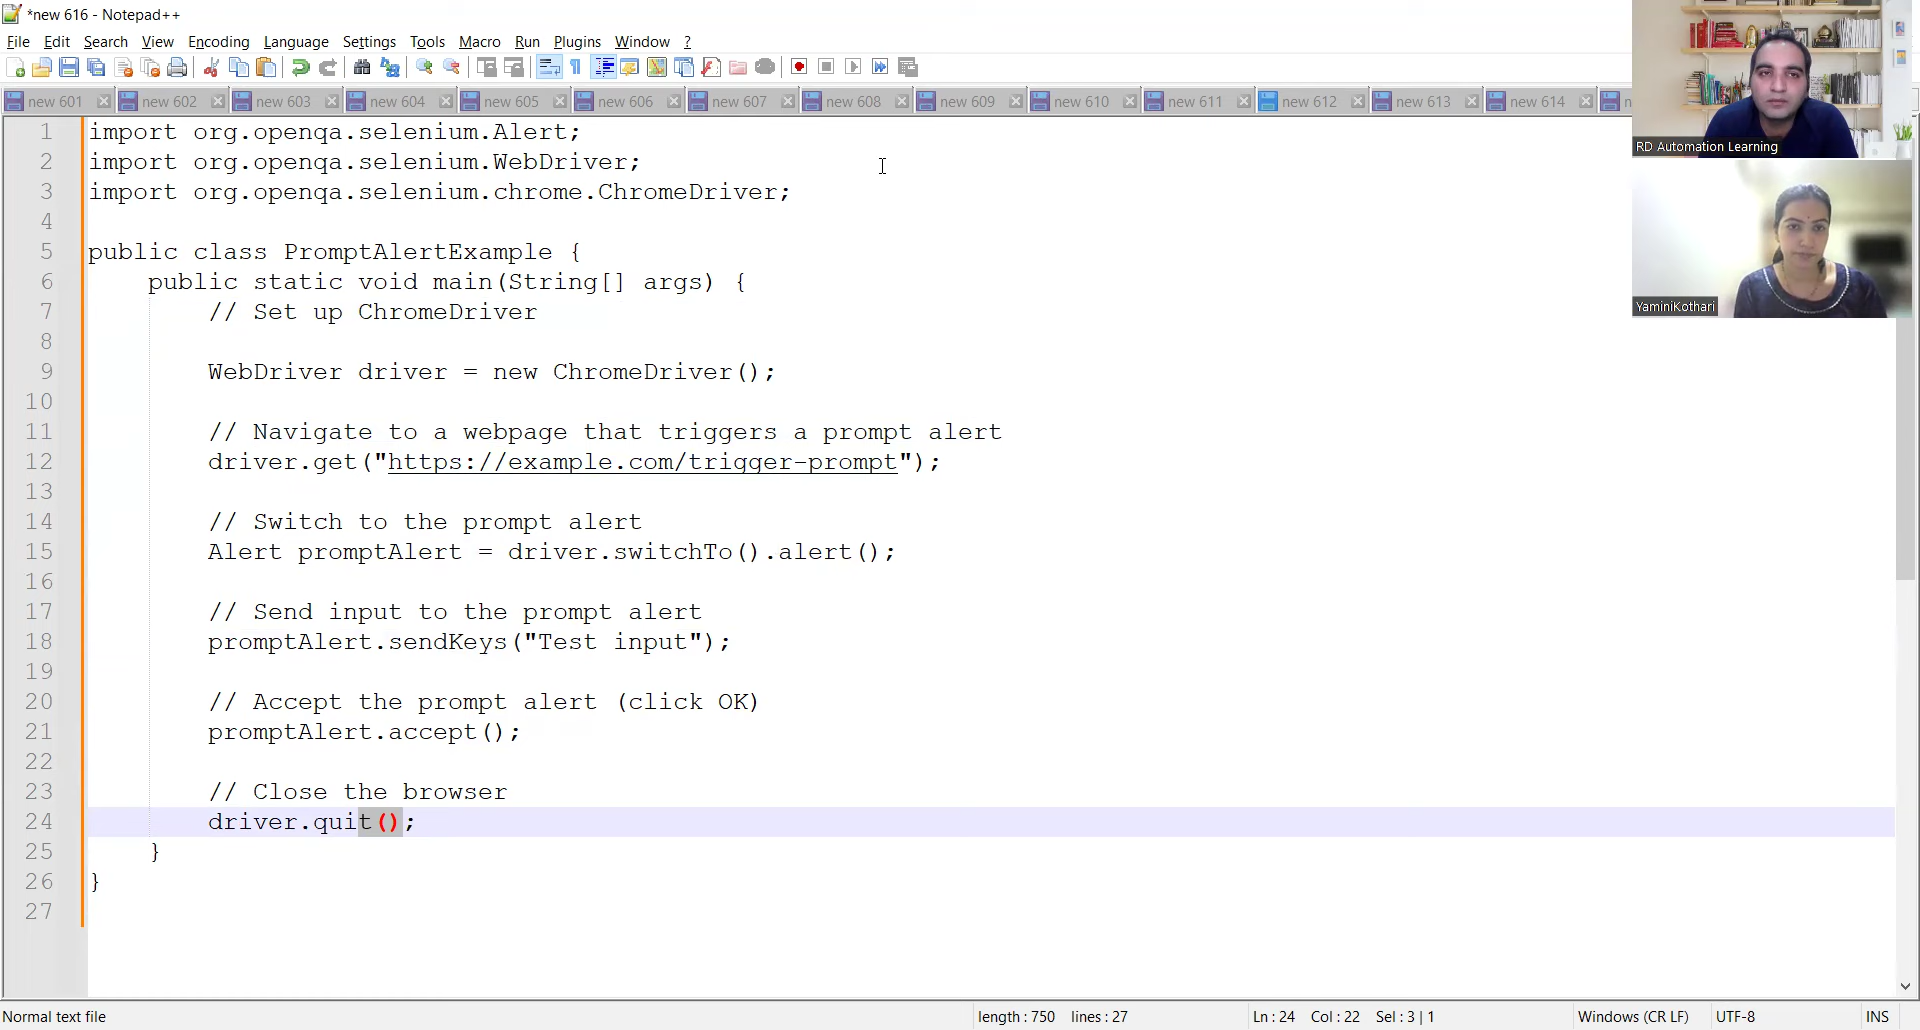 *new 616 - Notepad++
File Edit Search View Encoding Language Settings Tools Macro Run Plugins Window ?
new 601 new 602 new 603 new 604 new 605 new 606 new 607 new 608 new 609 new 610 new 611 new 612 new 613 new 614
1 import org.openqa.selenium.Alert;
2 import org.openqa.selenium.WebDriver;
3 import org.openqa.selenium.chrome.ChromeDriver;
4
5 public class PromptAlertExample {
6 public static void main(String[] args) {
7 // Set up ChromeDriver
8
9 WebDriver driver = new ChromeDriver();
10
11 // Navigate to a webpage that triggers a prompt alert
12 driver.get("https://example.com/trigger-prompt");
13
14 // Switch to the prompt alert
15 Alert promptAlert = driver.switchTo().alert();
16
17 // Send input to the prompt alert
18 promptAlert.sendKeys("Test input");
19
20 // Accept the prompt alert (click OK)
21 promptAlert.accept();
22
23 // Close the browser
24 driver.quit();
25 }
26 }
27
RD Automation Learning
YaminiKothari
Normal text file length : 750 lines : 27 Ln : 24 Col : 22 Sel : 3 | 1 Windows (CR LF) UTF-8 INS